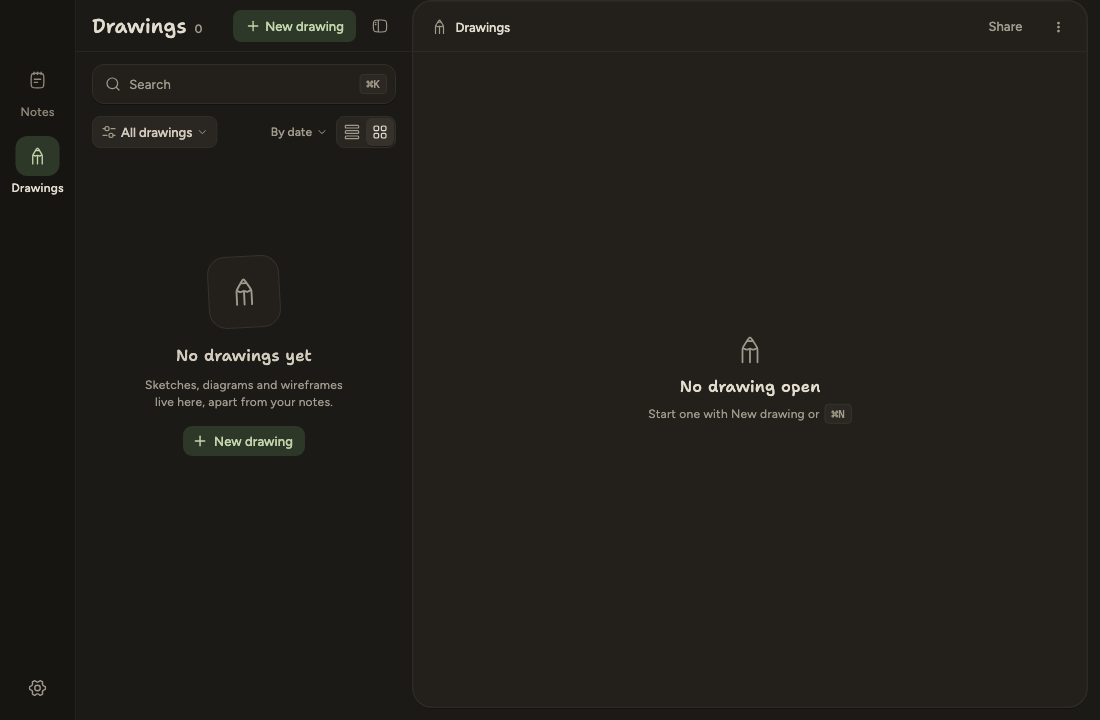 Drawings 0
New drawing
Notes
Drawings
Search ⌘K
All drawings
By date
No drawings yet
Sketches, diagrams and wireframes
live here, apart from your notes.
New drawing
Drawings
Share
No drawing open
Start one with New drawing or ⌘N